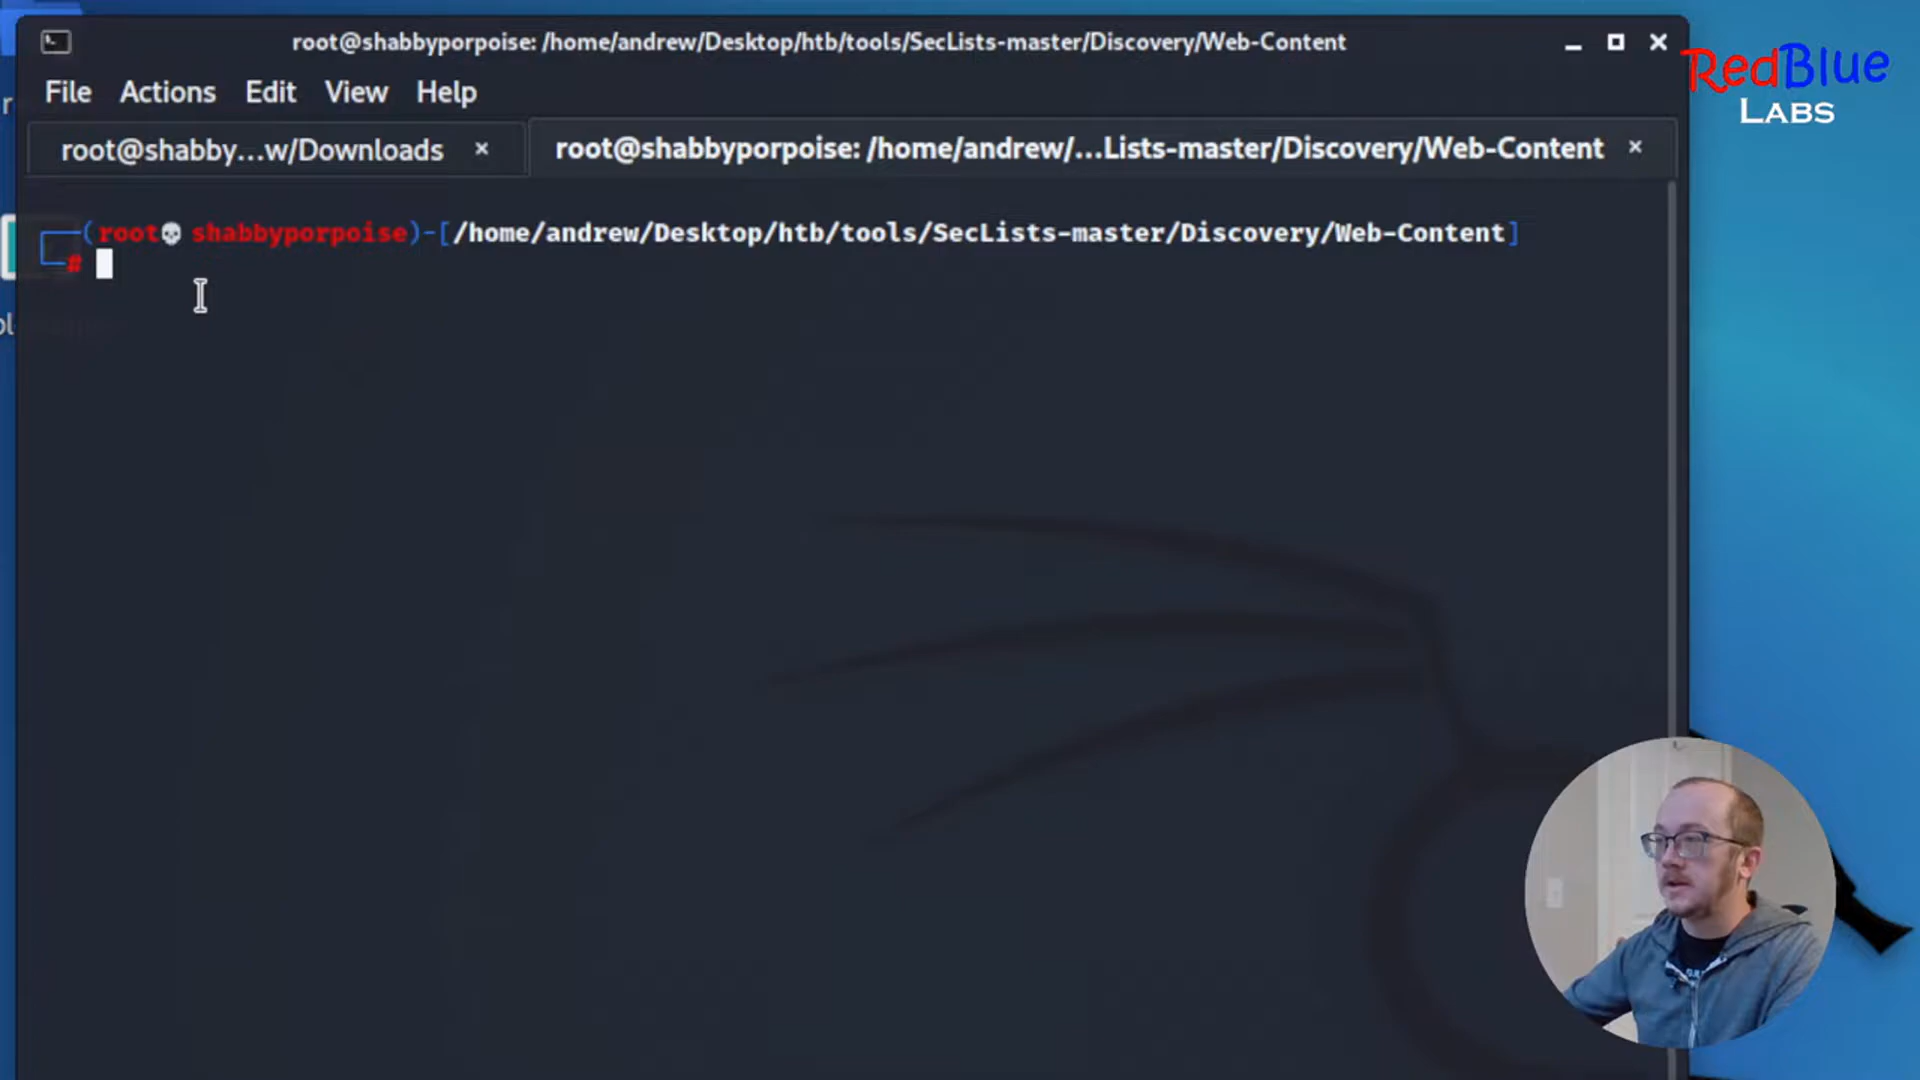 root@shabbyporpoise: /home/andrew/Desktop/htb/tools/SecLists-master/Discovery/Web-Content
RedBlue
LABS
File Actions Edit View Help
root@shabby...w/Downloads
root@shabbyporpoise: /home/andrew/...Lists-master/Discovery/Web-Content
(root💀shabbyporpoise)-[/home/andrew/Desktop/htb/tools/SecLists-master/Discovery/Web-Content]
#